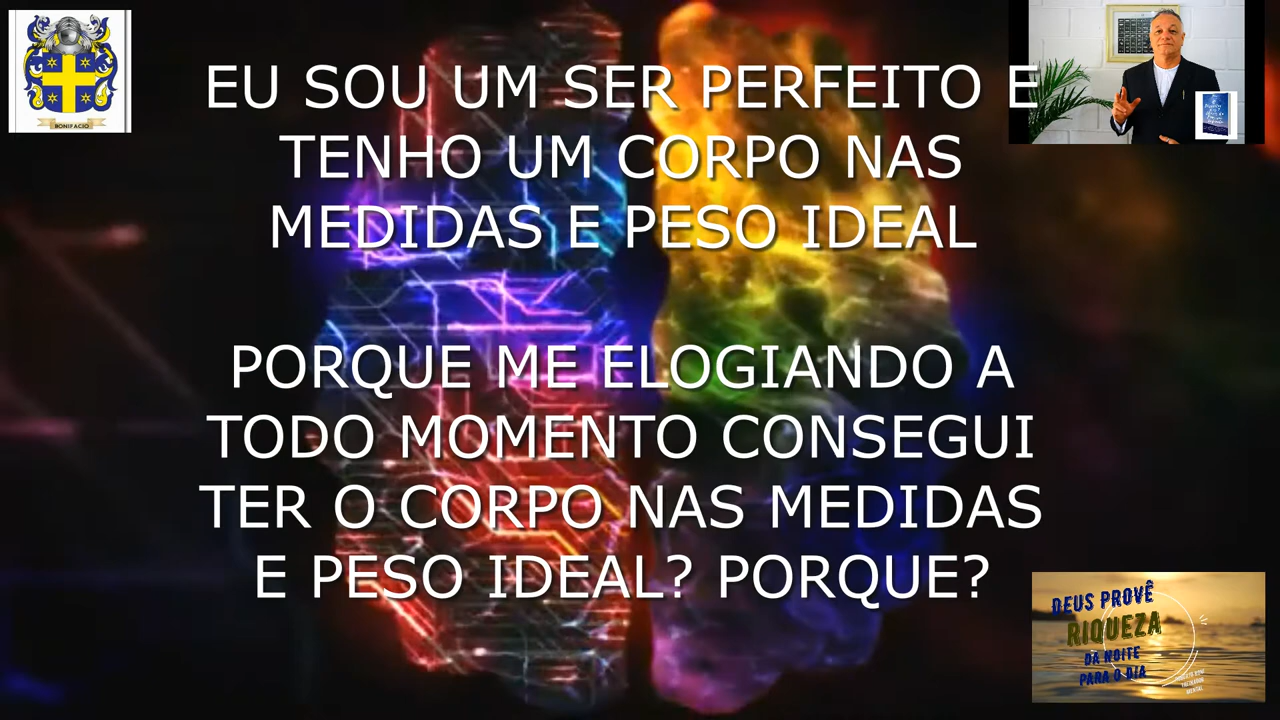 BONIFACIO
EU SOU UM SER PERFEITO E
TENHO UM CORPO NAS
MEDIDAS E PESO IDEAL
PORQUE ME ELOGIANDO A
TODO MOMENTO CONSEGUI
TER O CORPO NAS MEDIDAS
E PESO IDEAL? PORQUE?
DEUS PROVÊ
RIQUEZA
DA NOITE
PARA O DIA
MENTAL